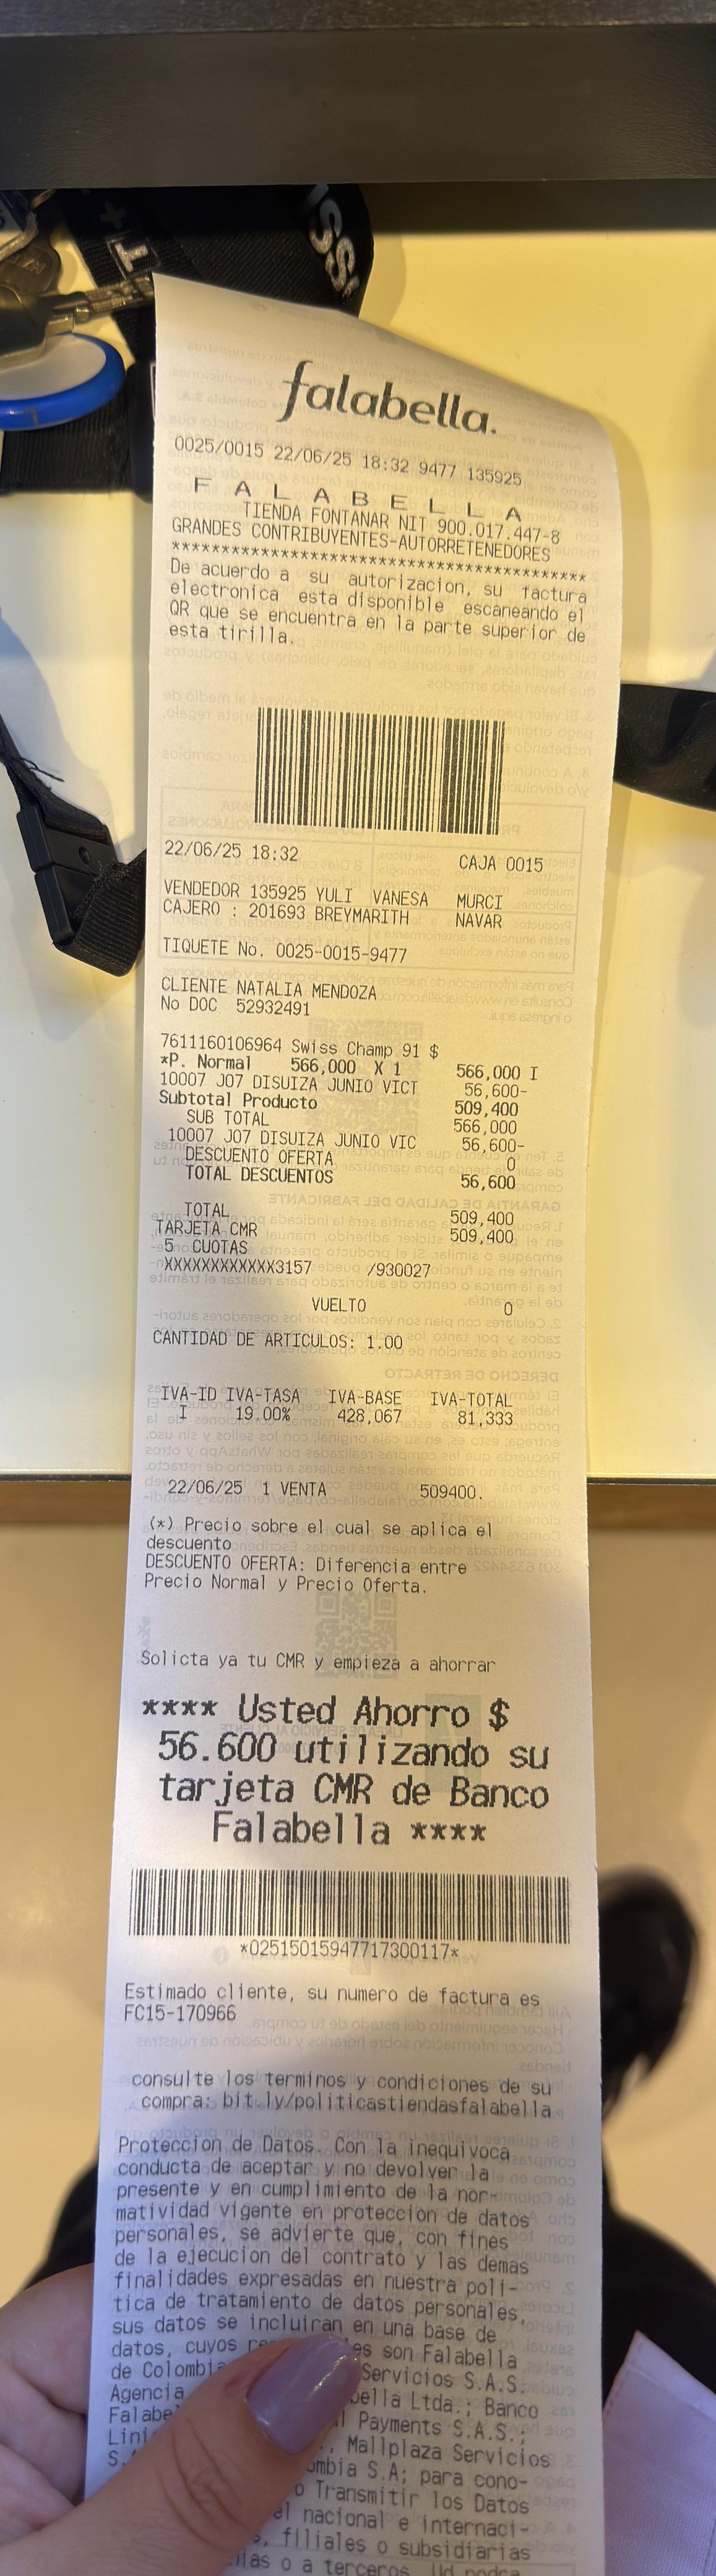 falabella.
0025/0015 22/06/25 18:32 9477 135925
F A L A B E L L A
TIENDA FONTANAR NIT 900.017.447-8
GRANDES CONTRIBUYENTES-AUTORRETENEDORES
******************************************
De acuerdo a su autorizacion, su factura
electronica esta disponible escaneando el
QR que se encuentra en la parte superior de
esta tirilla.
22/06/25 18:32 CAJA 0015
VENDEDOR 135925 YULI VANESA MURCI
CAJERO : 201693 BREYMARITH NAVAR
TIQUETE No. 0025-0015-9477
CLIENTE NATALIA MENDOZA
No DOC 52932491
7611160106964 Swiss Champ 91 $
*P. Normal 566,000 X 1 566,000 I
10007 J07 DISUIZA JUNIO VICT 56,600-
Subtotal Producto 509,400
SUB TOTAL 566,000
10007 J07 DISUIZA JUNIO VIC 56,600-
DESCUENTO OFERTA 0
TOTAL DESCUENTOS 56,600
TOTAL 509,400
TARJETA CMR 509,400
5 CUOTAS
XXXXXXXXXXXX3157 /930027
VUELTO 0
CANTIDAD DE ARTICULOS: 1.00
IVA-ID IVA-TASA IVA-BASE IVA-TOTAL
I 19.00% 428,067 81,333
22/06/25 1 VENTA 509400.
(*) Precio sobre el cual se aplica el
descuento
DESCUENTO OFERTA: Diferencia entre
Precio Normal y Precio Oferta.
Solicta ya tu CMR y empieza a ahorrar
**** Usted Ahorro $
56.600 utilizando su
tarjeta CMR de Banco
Falabella ****
*02515015947717300117*
Estimado cliente, su numero de factura es
FC15-170966
consulte los terminos y condiciones de su
compra: bit.ly/politicastiendasfalabella
Proteccion de Datos. Con la inequivoca
conducta de aceptar y no devolver la
presente y en cumplimiento de la nor-
matividad vigente en proteccion de datos
personales, se advierte que, con fines
de la ejecucion del contrato y las demas
finalidades expresadas en nuestra poli-
tica de tratamiento de datos personales,
sus datos se incluiran en una base de
datos, cuyos son Falabella
de Colombia Servicios S.A.S.
Agencia Ltda.; Banco
Payments S.A.S.,
Mallplaza Servicios
S.A; para cono-
o Transmitir los Datos
nacional e internaci-
filiales o subsidiarias
o a terceros. Ud podra